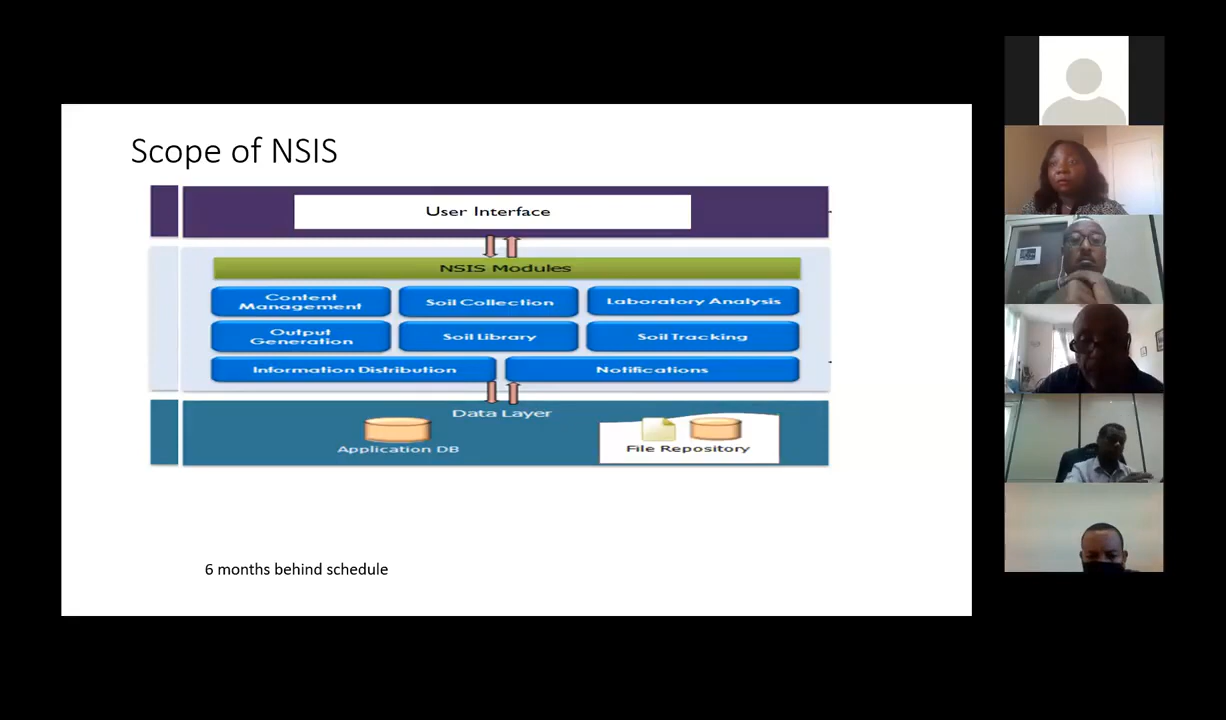 Scope of NSIS
User Interface
NSIS Modules
Content
Management
Soil Collection
Laboratory Analysis
Output
Generation
Soil Library
Soil Tracking
Information Distribution
Notifications
Data Layer
Application DB
File Repository
6 months behind schedule